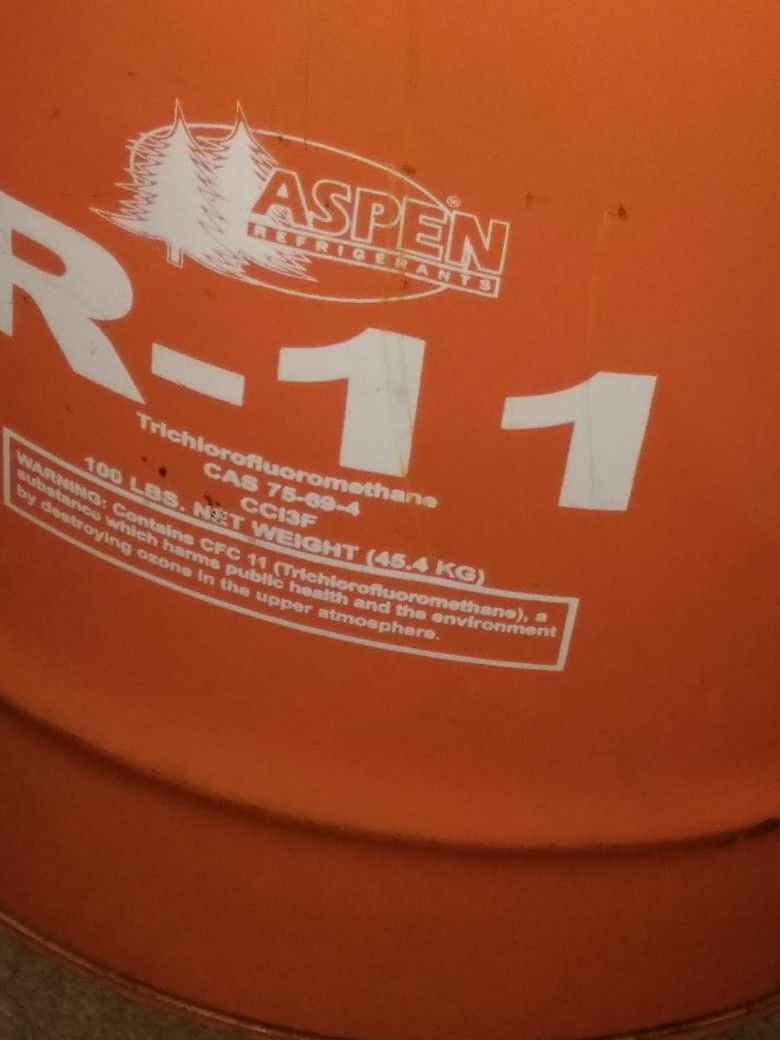 ASPEN®
REFRIGERANTS
R-11
Trichlorofluoromethane
CAS 75-69-4
CCl3F
100 LBS. NET WEIGHT (45.4 KG)
WARNING: Contains CFC 11 (Trichlorofluoromethane), a
substance which harms public health and the environment
by destroying ozone in the upper atmosphere.